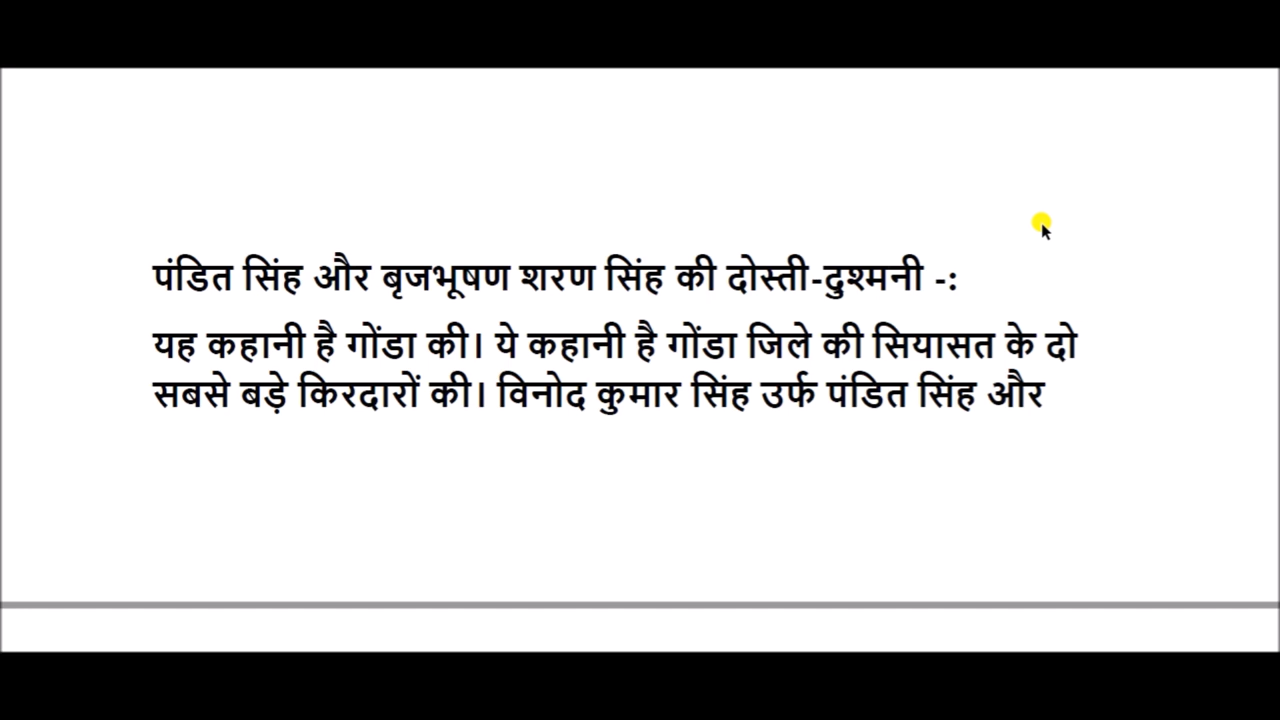 पंडित सिंह और बृजभूषण शरण सिंह की दोस्ती-दुश्मनी -:
यह कहानी है गोंडा की। ये कहानी है गोंडा जिले की सियासत के दो
सबसे बड़े किरदारों की। विनोद कुमार सिंह उर्फ पंडित सिंह और